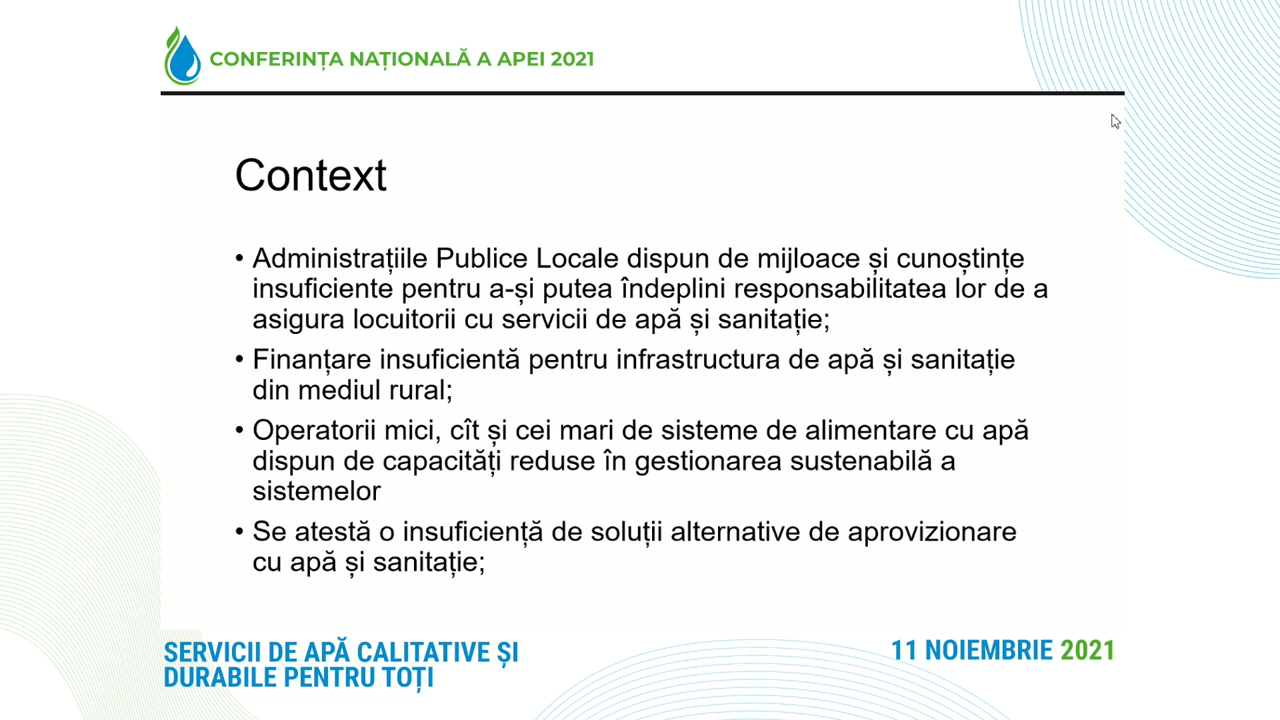 CONFERINȚA NAȚIONALĂ A APEI 2021
Context
• Administrațiile Publice Locale dispun de mijloace și cunoștințe
insuficiente pentru a-și putea îndeplini responsabilitatea lor de a
asigura locuitorii cu servicii de apă și sanitație;
• Finanțare insuficientă pentru infrastructura de apă și sanitație
din mediul rural;
• Operatorii mici, cît și cei mari de sisteme de alimentare cu apă
dispun de capacități reduse în gestionarea sustenabilă a
sistemelor
• Se atestă o insuficiență de soluții alternative de aprovizionare
cu apă și sanitație;
SERVICII DE APĂ CALITATIVE ȘI
DURABILE PENTRU TOȚI
11 NOIEMBRIE 2021